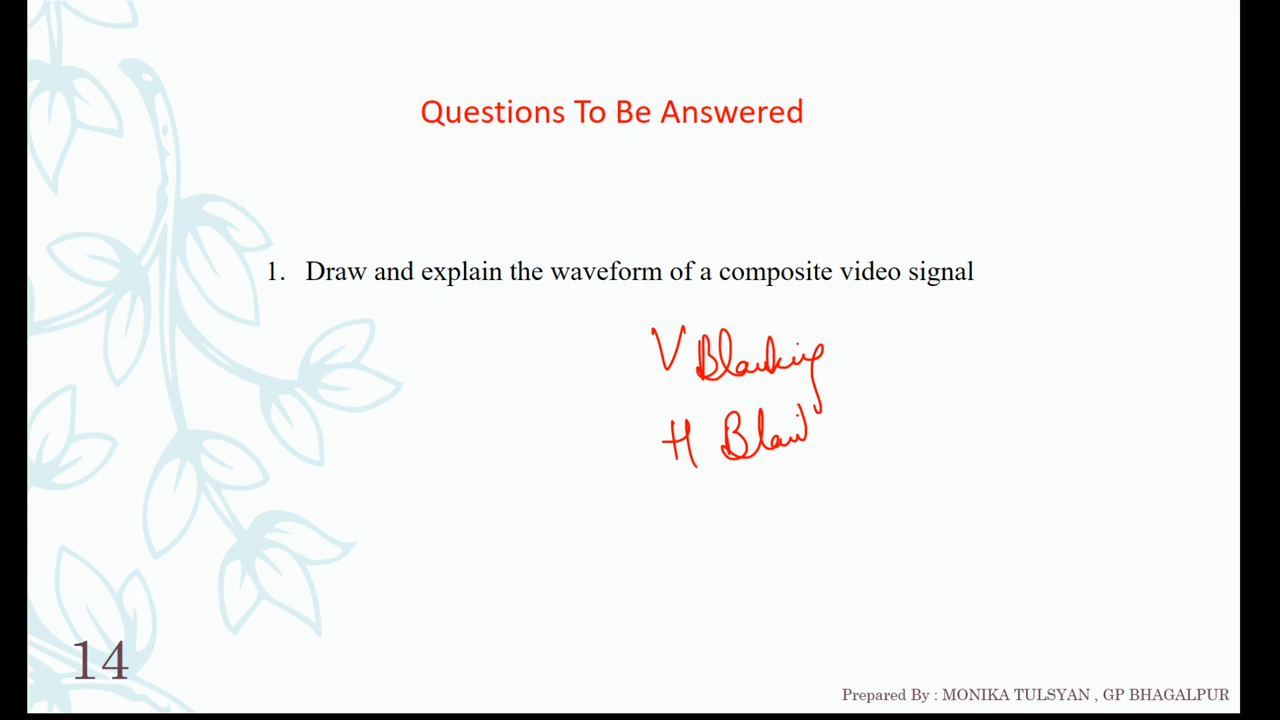 Questions To Be Answered
1. Draw and explain the waveform of a composite video signal
V Blanking
H
14
Prepared By : MONIKA TULSYAN , GP BHAGALPUR